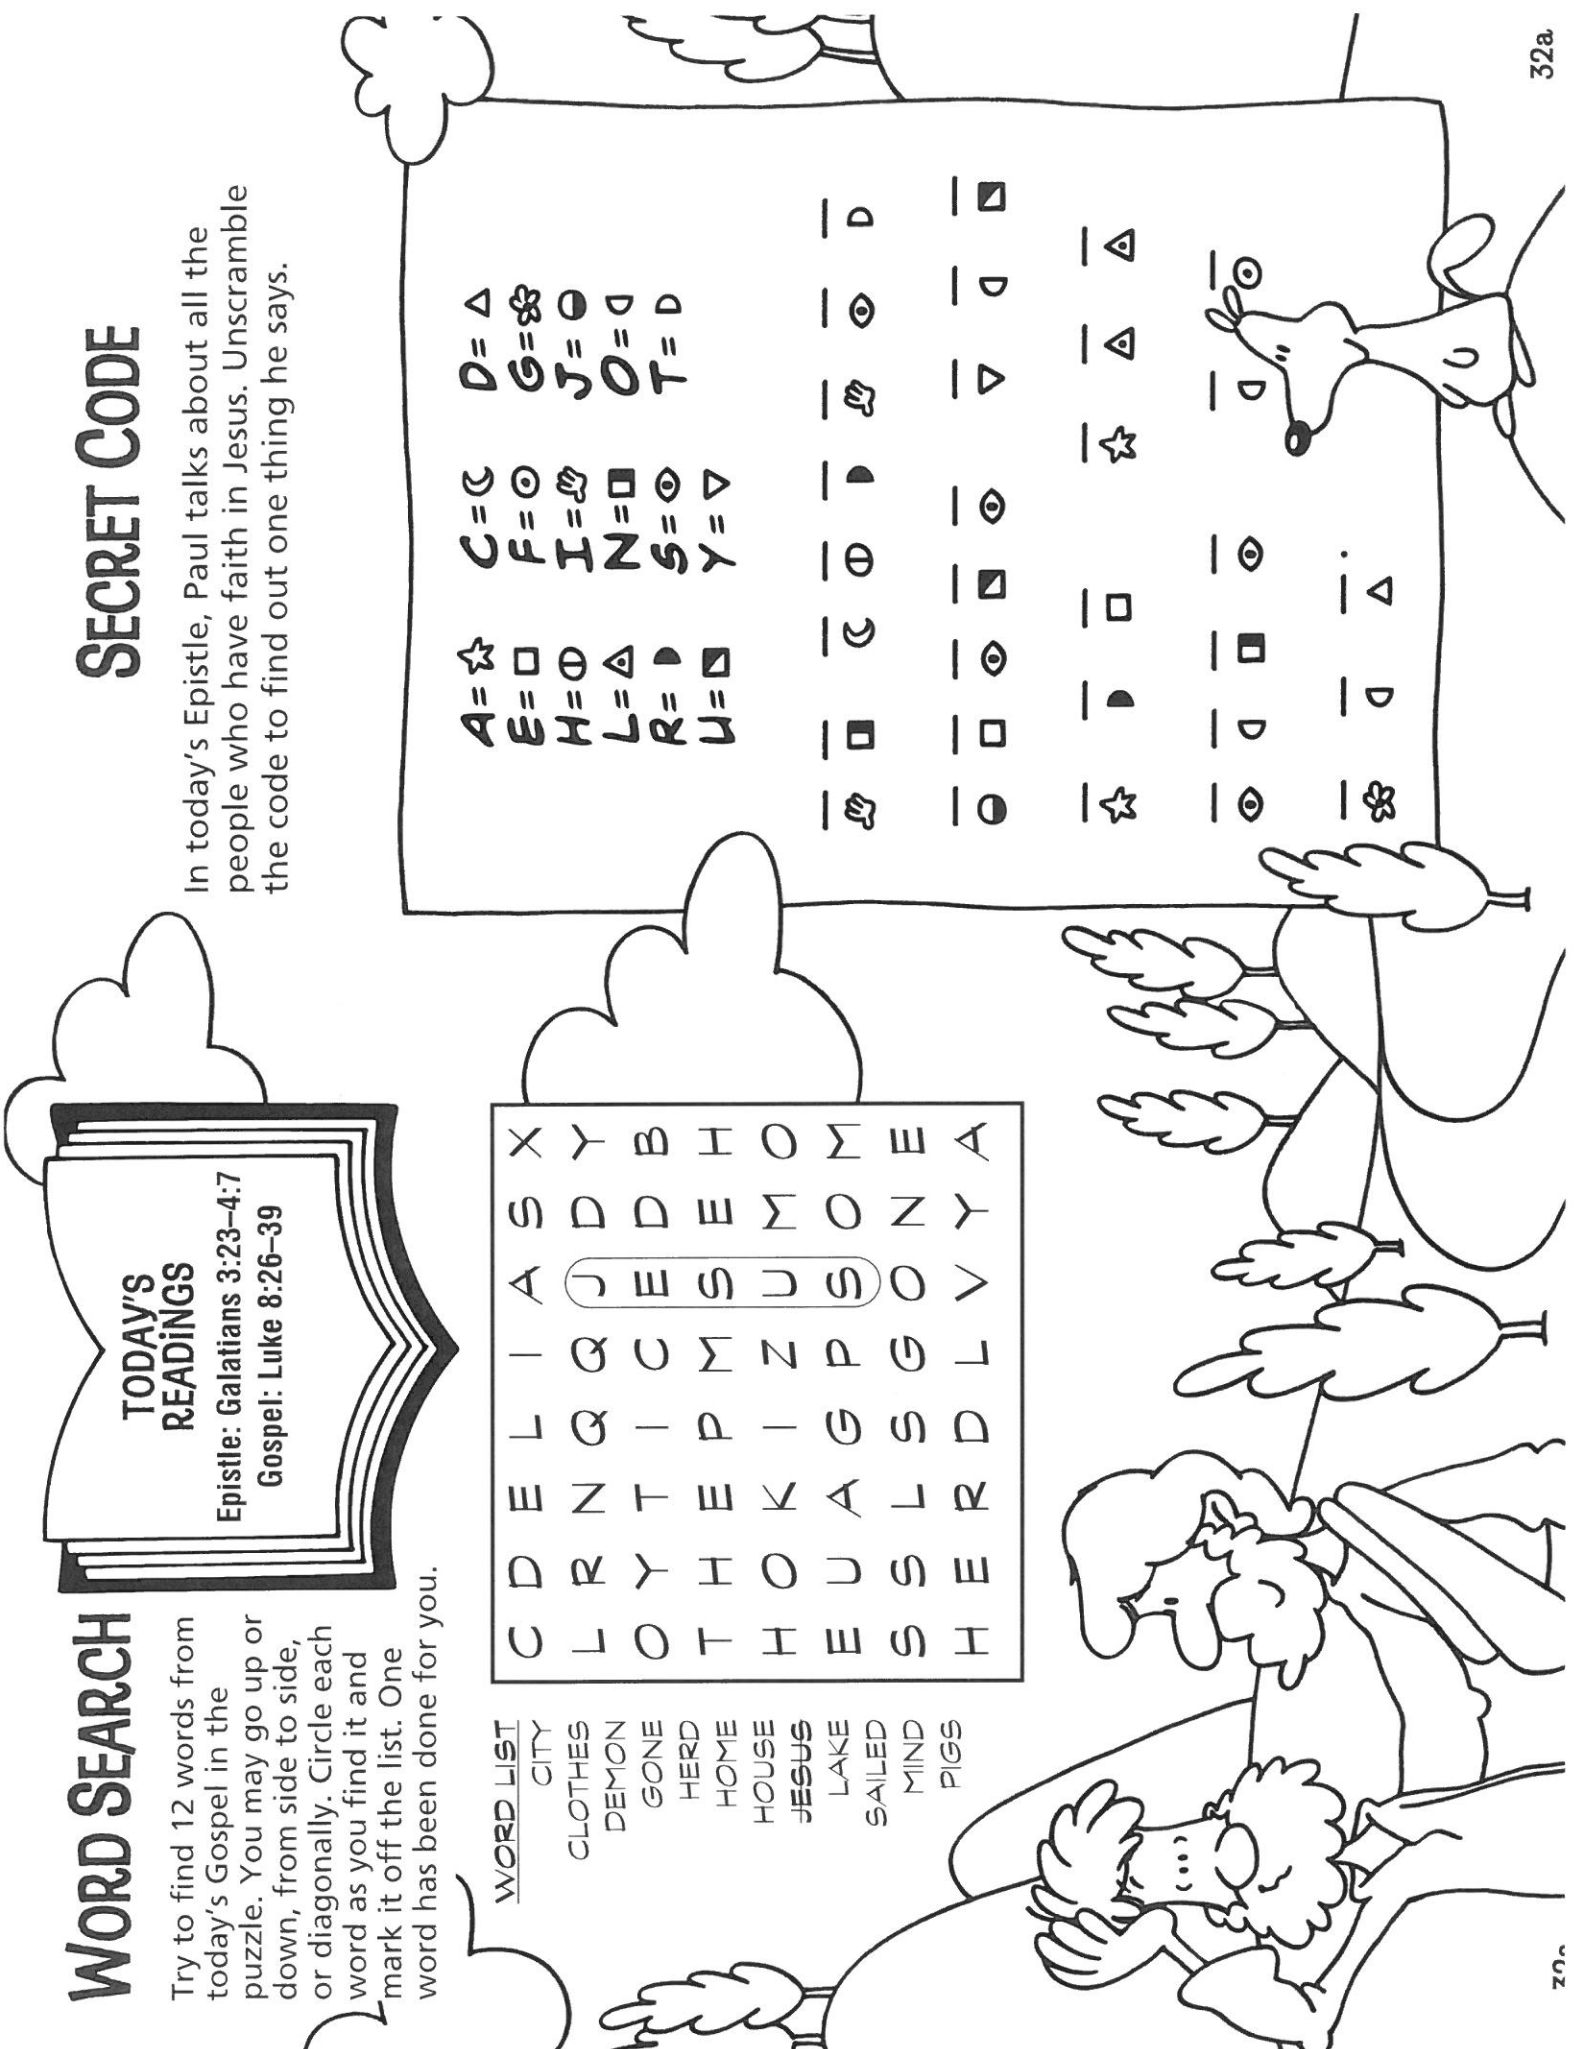 WORD SEARCH
Try to find 12 words from
today's Gospel in the
puzzle. You may go up or
down, from side to side,
or diagonally. Circle each
word as you find it and
mark it off the list. One
word has been done for you.
TODAY'S
READiNGS
Epistle: Galatians 3:23–4:7
Gospel: Luke 8:26–39
WORD LIST
CITY
CLOTHES
DEMON
GONE
HERD
HOME
HOUSE
JESUS
LAKE
SAILED
MIND
PIGS
C D E L I A S X
L R N Q Q J D Y
O Y T I C E D B
T H E P M S E H
H O K I Z U M O
E U A G P S O M
S S L S G O N E
H E R D L V Y A
SECRET CODE
In today's Epistle, Paul talks about all the
people who have faith in Jesus. Unscramble
the code to find out one thing he says.
A= C= D=
E= F= G=
H= I= J=
L= N= O=
R= S= T=
U= Y=
32a